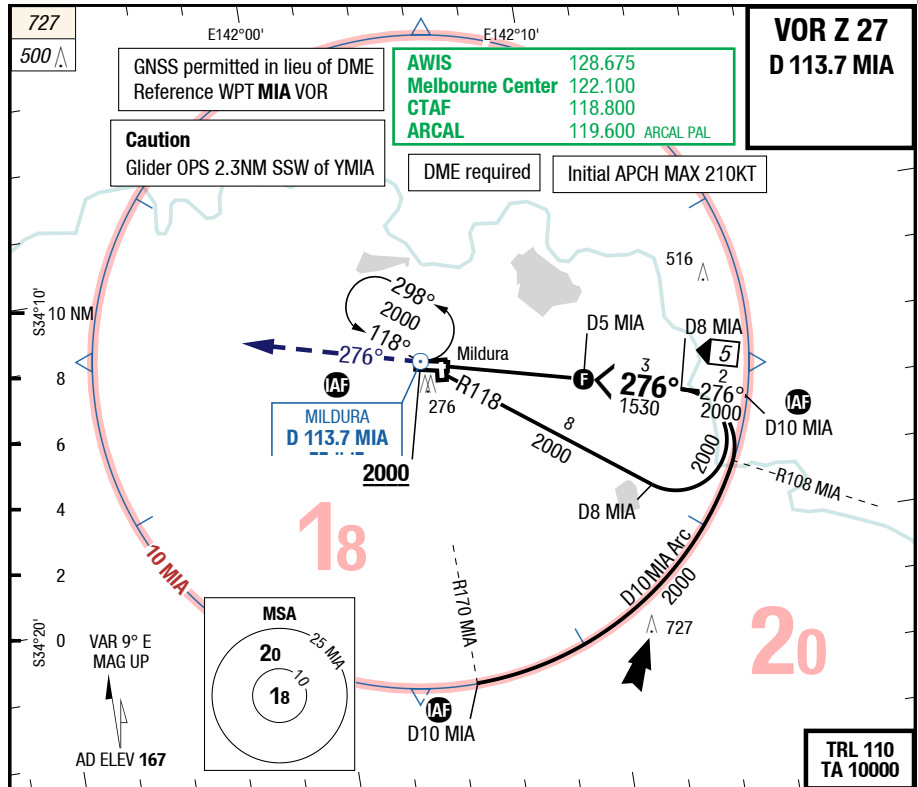 727
500
E142°00'
E142°10'
VOR Z 27
D 113.7 MIA
GNSS permitted in lieu of DME
Reference WPT MIA VOR
AWIS 128.675
Melbourne Center 122.100
CTAF 118.800
ARCAL 119.600 ARCAL PAL
Caution
Glider OPS 2.3NM SSW of YMIA
DME required
Initial APCH MAX 210KT
516
S34°10'
10 NM
298°
2000
118°
D5 MIA
D8 MIA
5
276°
Mildura
8
IAF
F
3
276°
1530
2
276°
2000
IAF
D10 MIA
276
R118
8
2000
MILDURA
D 113.7 MIA
6
2000
2000
R108 MIA
D8 MIA
4
18
10 MIA
D10 MIA Arc
2000
2
R170 MIA
MSA
25 MIA
20
10
18
727
20
S34°20'
0
VAR 9° E
MAG UP
IAF
D10 MIA
AD ELEV 167
TRL 110
TA 10000